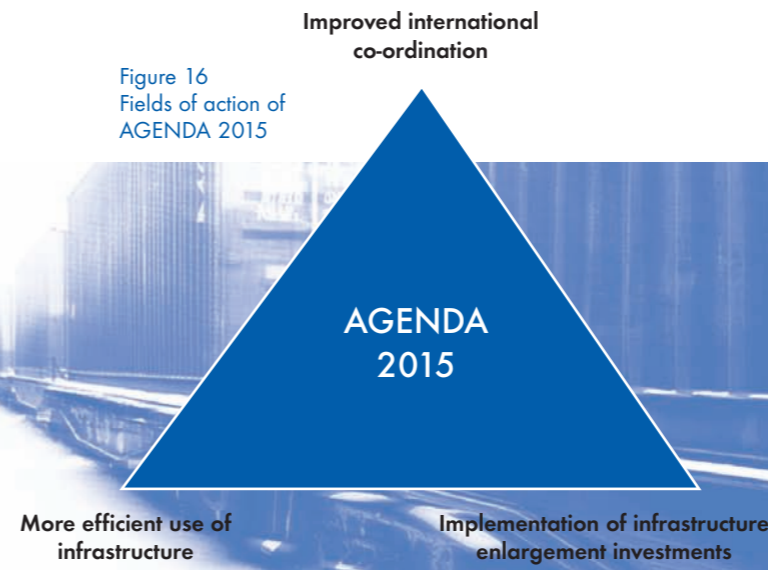 Improved international
co-ordination
Figure 16
Fields of action of
AGENDA 2015
AGENDA
2015
More efficient use of
infrastructure
Implementation of infrastructure
enlargement investments